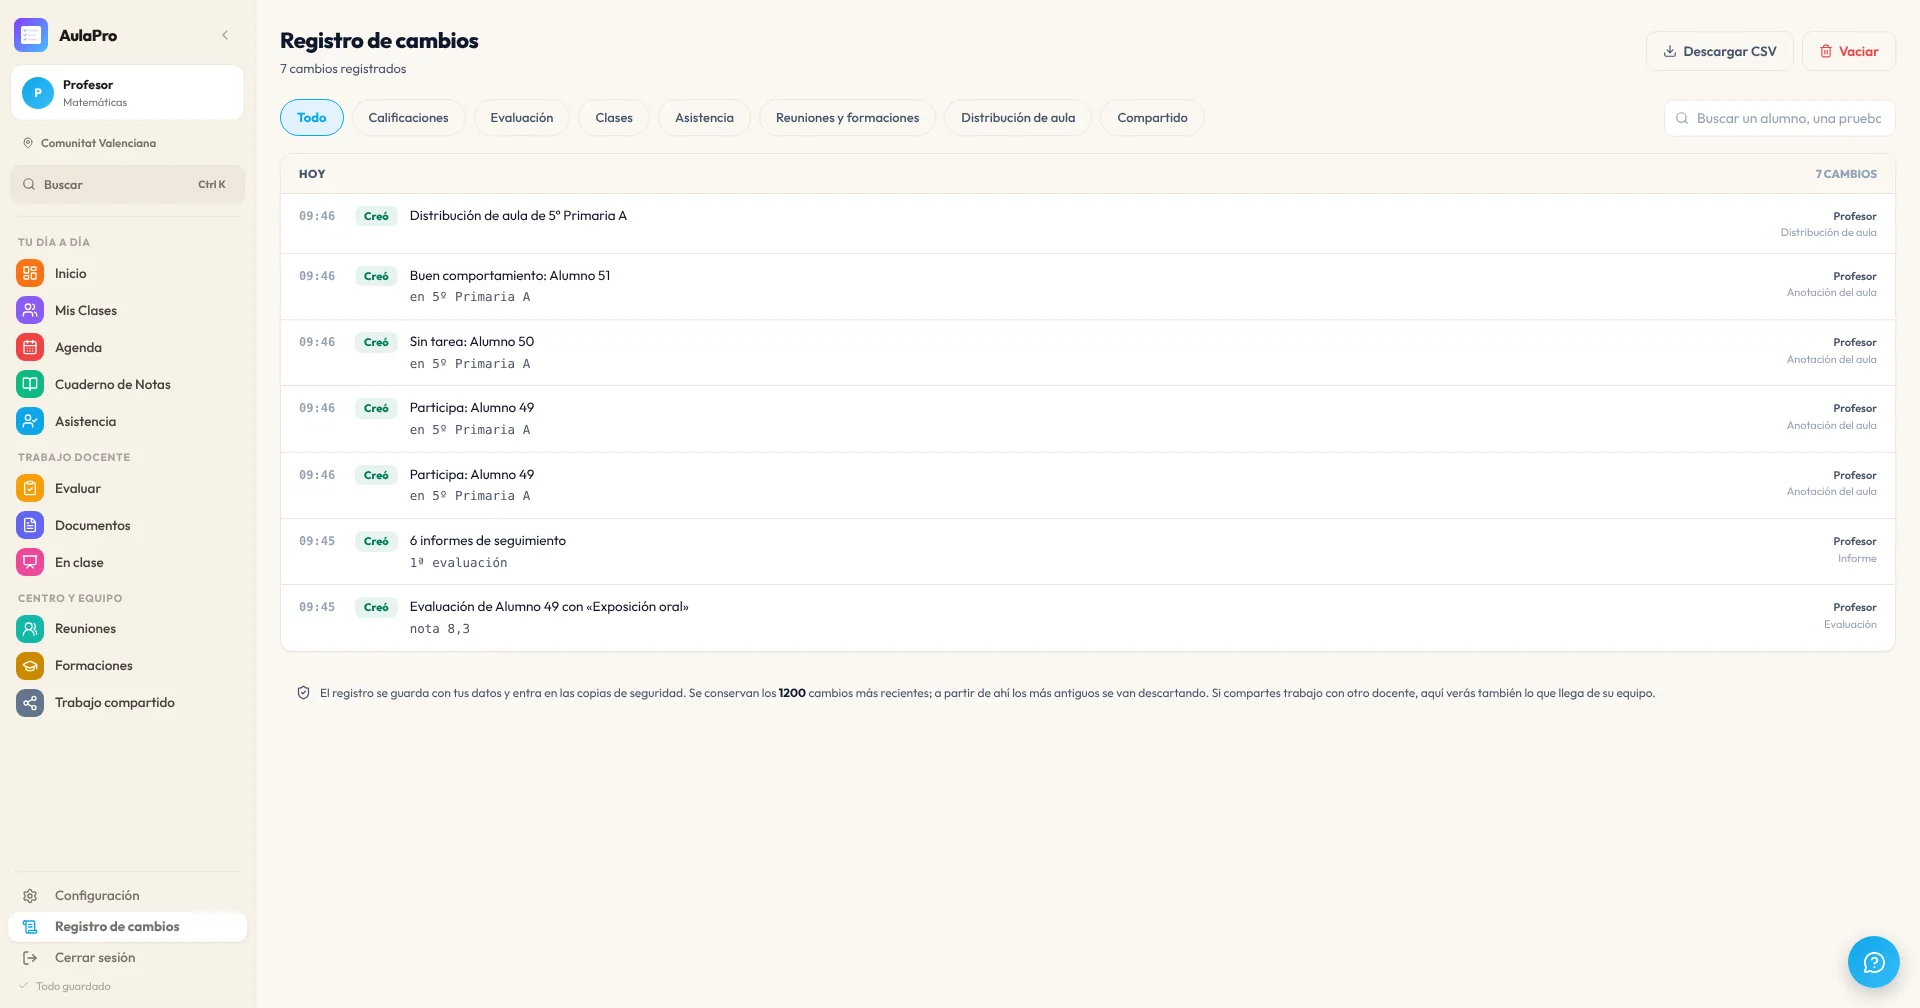 AulaPro
P
Profesor
Matemáticas
Comunitat Valenciana
Buscar
Ctrl K
TU DÍA A DÍA
Inicio
Mis Clases
Agenda
Cuaderno de Notas
Asistencia
TRABAJO DOCENTE
Evaluar
Documentos
En clase
CENTRO Y EQUIPO
Reuniones
Formaciones
Trabajo compartido
Configuración
Registro de cambios
Cerrar sesión
Todo guardado
Registro de cambios
7 cambios registrados
Descargar CSV
Vaciar
Todo
Calificaciones
Evaluación
Clases
Asistencia
Reuniones y formaciones
Distribución de aula
Compartido
Buscar un alumno, una prueba
HOY
7 CAMBIOS
09:46 Creó Distribución de aula de 5º Primaria A
Profesor
Distribución de aula
09:46 Creó Buen comportamiento: Alumno 51
en 5º Primaria A
Profesor
Anotación del aula
09:46 Creó Sin tarea: Alumno 50
en 5º Primaria A
Profesor
Anotación del aula
09:46 Creó Participa: Alumno 49
en 5º Primaria A
Profesor
Anotación del aula
09:46 Creó Participa: Alumno 49
en 5º Primaria A
Profesor
Anotación del aula
09:45 Creó 6 informes de seguimiento
1ª evaluación
Profesor
Informe
09:45 Creó Evaluación de Alumno 49 con «Exposición oral»
nota 8,3
Profesor
Evaluación
El registro se guarda con tus datos y entra en las copias de seguridad. Se conservan los 1200 cambios más recientes; a partir de ahí los más antiguos se van descartando. Si compartes trabajo con otro docente, aquí verás también lo que llega de su equipo.